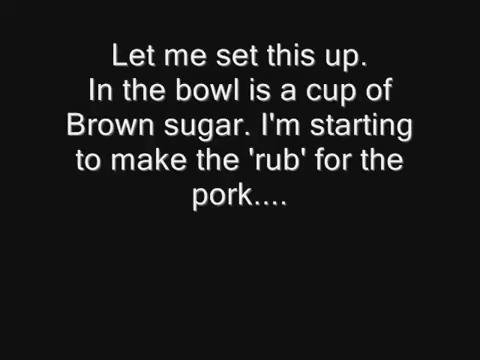 Let me set this up.
In the bowl is a cup of
Brown sugar. I'm starting
to make the 'rub' for the
pork....